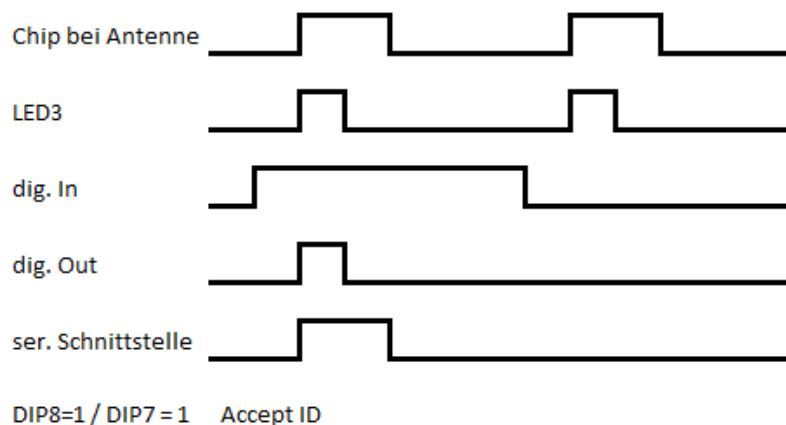 Chip bei Antenne
LED3
dig. In
dig. Out
ser. Schnittstelle
DIP8=1 / DIP7 = 1 Accept ID